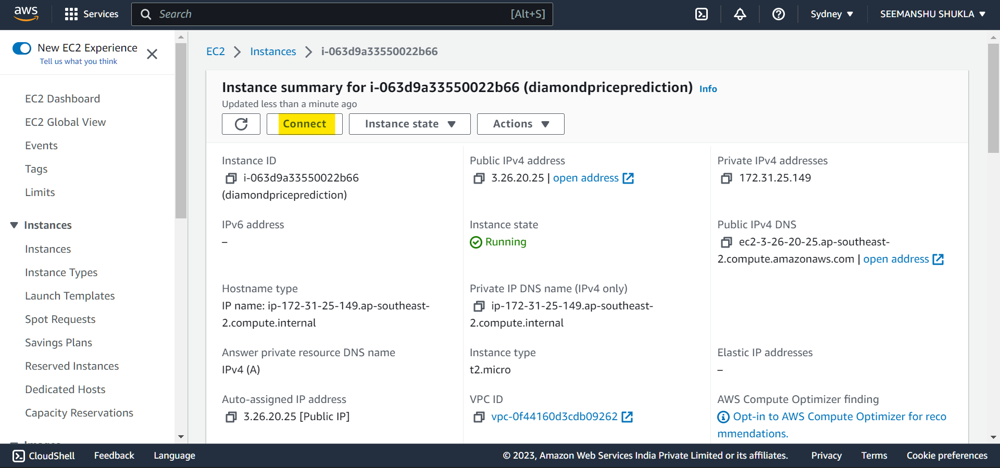 aws
Services
Search [Alt+S]
Sydney
SEEMANSHU SHUKLA
New EC2 Experience
Tell us what you think
EC2 Dashboard
EC2 Global View
Events
Tags
Limits
Instances
Instances
Instance Types
Launch Templates
Spot Requests
Savings Plans
Reserved Instances
Dedicated Hosts
Capacity Reservations
EC2 > Instances > i-063d9a33550022b66
Instance summary for i-063d9a33550022b66 (diamondpriceprediction) Info
Updated less than a minute ago
Connect
Instance state
Actions
Instance ID
i-063d9a33550022b66
(diamondpriceprediction)
Public IPv4 address
3.26.20.25 | open address
Private IPv4 addresses
172.31.25.149
IPv6 address
–
Instance state
Running
Public IPv4 DNS
ec2-3-26-20-25.ap-southeast-
2.compute.amazonaws.com | open address
Hostname type
IP name: ip-172-31-25-149.ap-southeast-
2.compute.internal
Private IP DNS name (IPv4 only)
ip-172-31-25-149.ap-southeast-
2.compute.internal
Answer private resource DNS name
IPv4 (A)
Instance type
t2.micro
Elastic IP addresses
–
Auto-assigned IP address
3.26.20.25 [Public IP]
VPC ID
vpc-0f44160d3cdb09262
AWS Compute Optimizer finding
Opt-in to AWS Compute Optimizer for reco
mmendations.
CloudShell
Feedback
Language
© 2023, Amazon Web Services India Private Limited or its affiliates.
Privacy
Terms
Cookie preferences